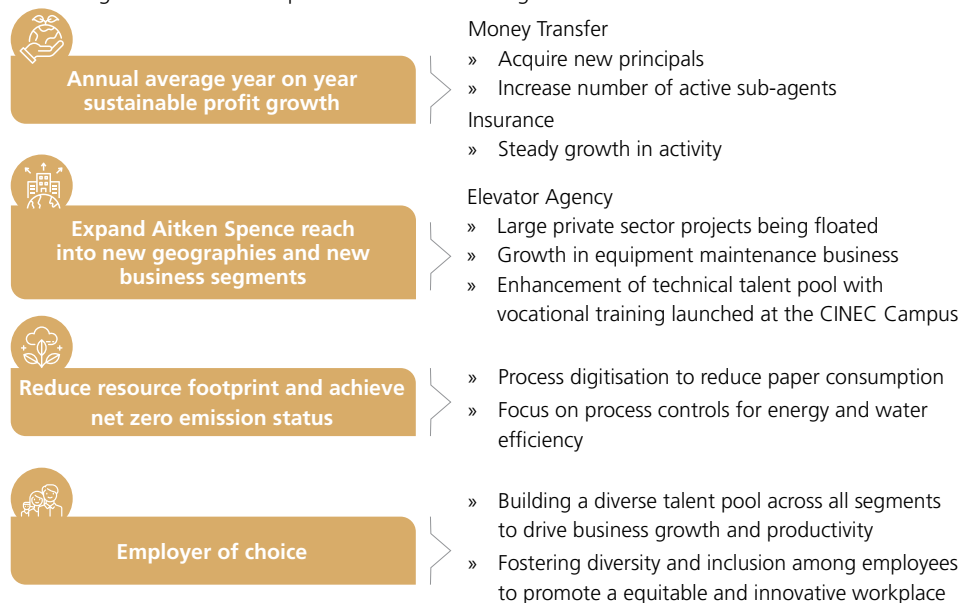 Money Transfer
Annual average year on year
sustainable profit growth
» Acquire new principals
» Increase number of active sub-agents
Insurance
» Steady growth in activity
Expand Aitken Spence reach
into new geographies and new
business segments
Elevator Agency
» Large private sector projects being floated
» Growth in equipment maintenance business
» Enhancement of technical talent pool with
vocational training launched at the CINEC Campus
Reduce resource footprint and achieve
net zero emission status
» Process digitisation to reduce paper consumption
» Focus on process controls for energy and water
efficiency
Employer of choice
» Building a diverse talent pool across all segments
to drive business growth and productivity
» Fostering diversity and inclusion among employees
to promote a equitable and innovative workplace